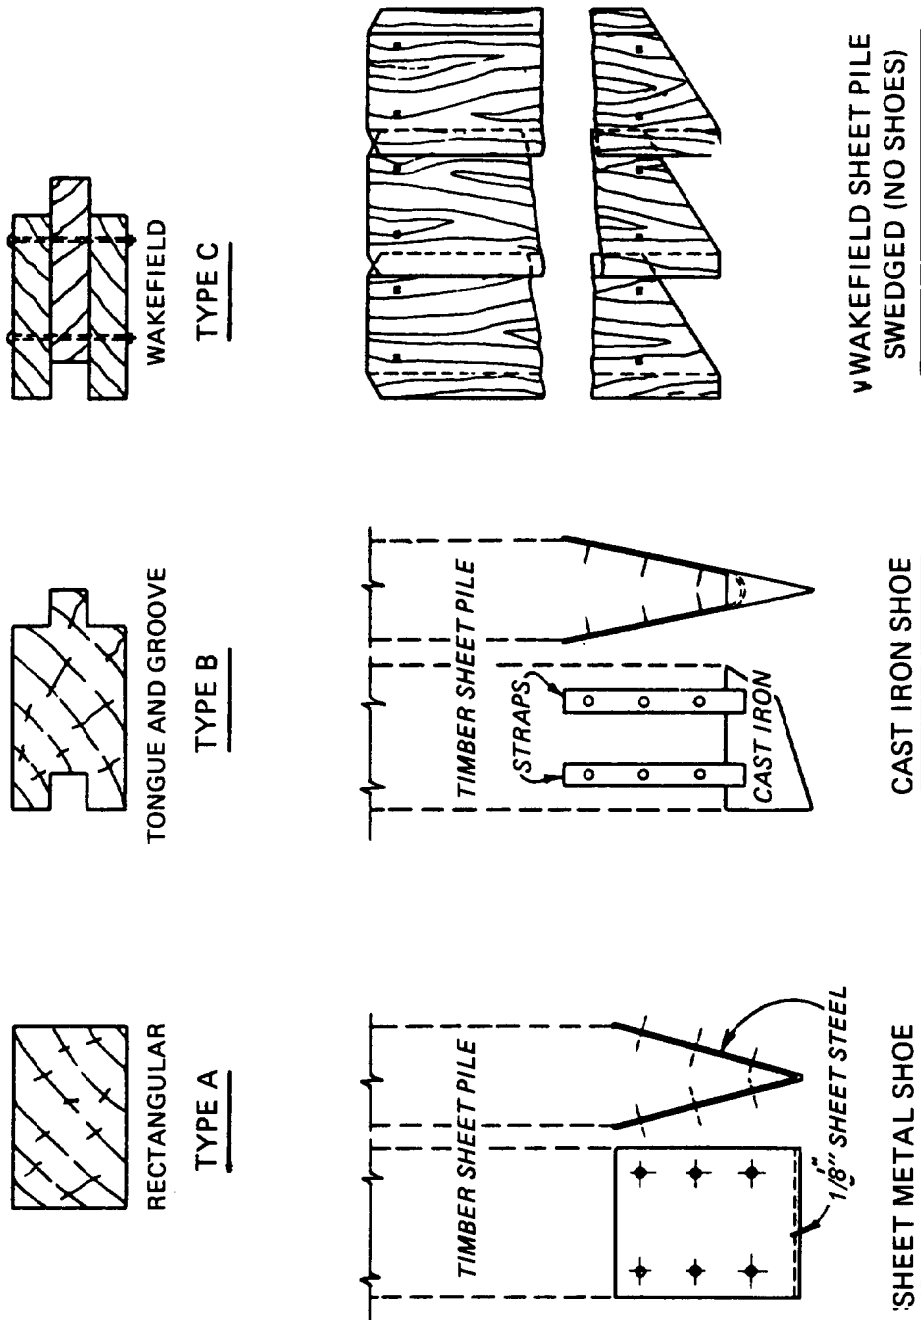 RECTANGULAR
TYPE A
TONGUE AND GROOVE
TYPE B
WAKEFIELD
TYPE C
TIMBER SHEET PILE
1/8" SHEET STEEL
SHEET METAL SHOE
TIMBER SHEET PILE
STRAPS
CAST IRON
CAST IRON SHOE
WAKEFIELD SHEET PILE
SWEDGED (NO SHOES)